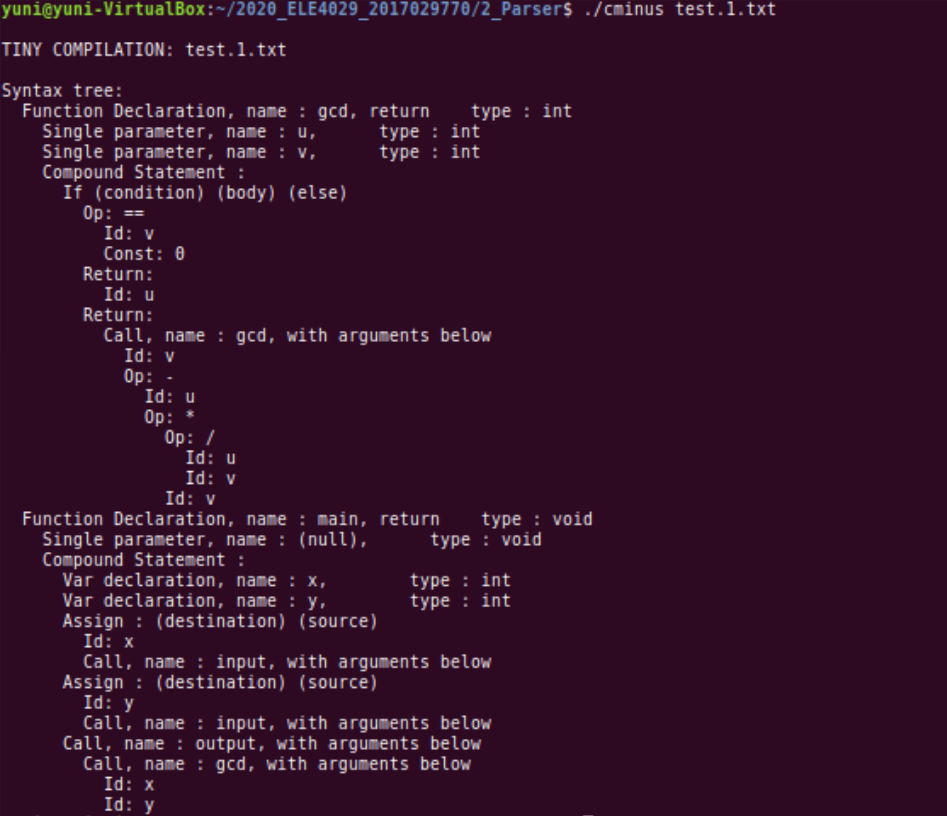 yuni@yuni-VirtualBox:~/2020_ELE4029_2017029770/2_Parser$ ./cminus test.1.txt
TINY COMPILATION: test.1.txt
Syntax tree:
Function Declaration, name : gcd, return    type : int
Single parameter, name : u,      type : int
Single parameter, name : v,      type : int
Compound Statement :
If (condition) (body) (else)
Op: ==
Id: v
Const: 0
Return:
Id: u
Return:
Call, name : gcd, with arguments below
Id: v
Op: -
Id: u
Op: *
Op: /
Id: u
Id: v
Id: v
Function Declaration, name : main, return    type : void
Single parameter, name : (null),      type : void
Compound Statement :
Var declaration, name : x,        type : int
Var declaration, name : y,        type : int
Assign : (destination) (source)
Id: x
Call, name : input, with arguments below
Assign : (destination) (source)
Id: y
Call, name : input, with arguments below
Call, name : output, with arguments below
Call, name : gcd, with arguments below
Id: x
Id: y